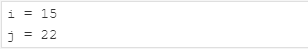 i = 15
j = 22